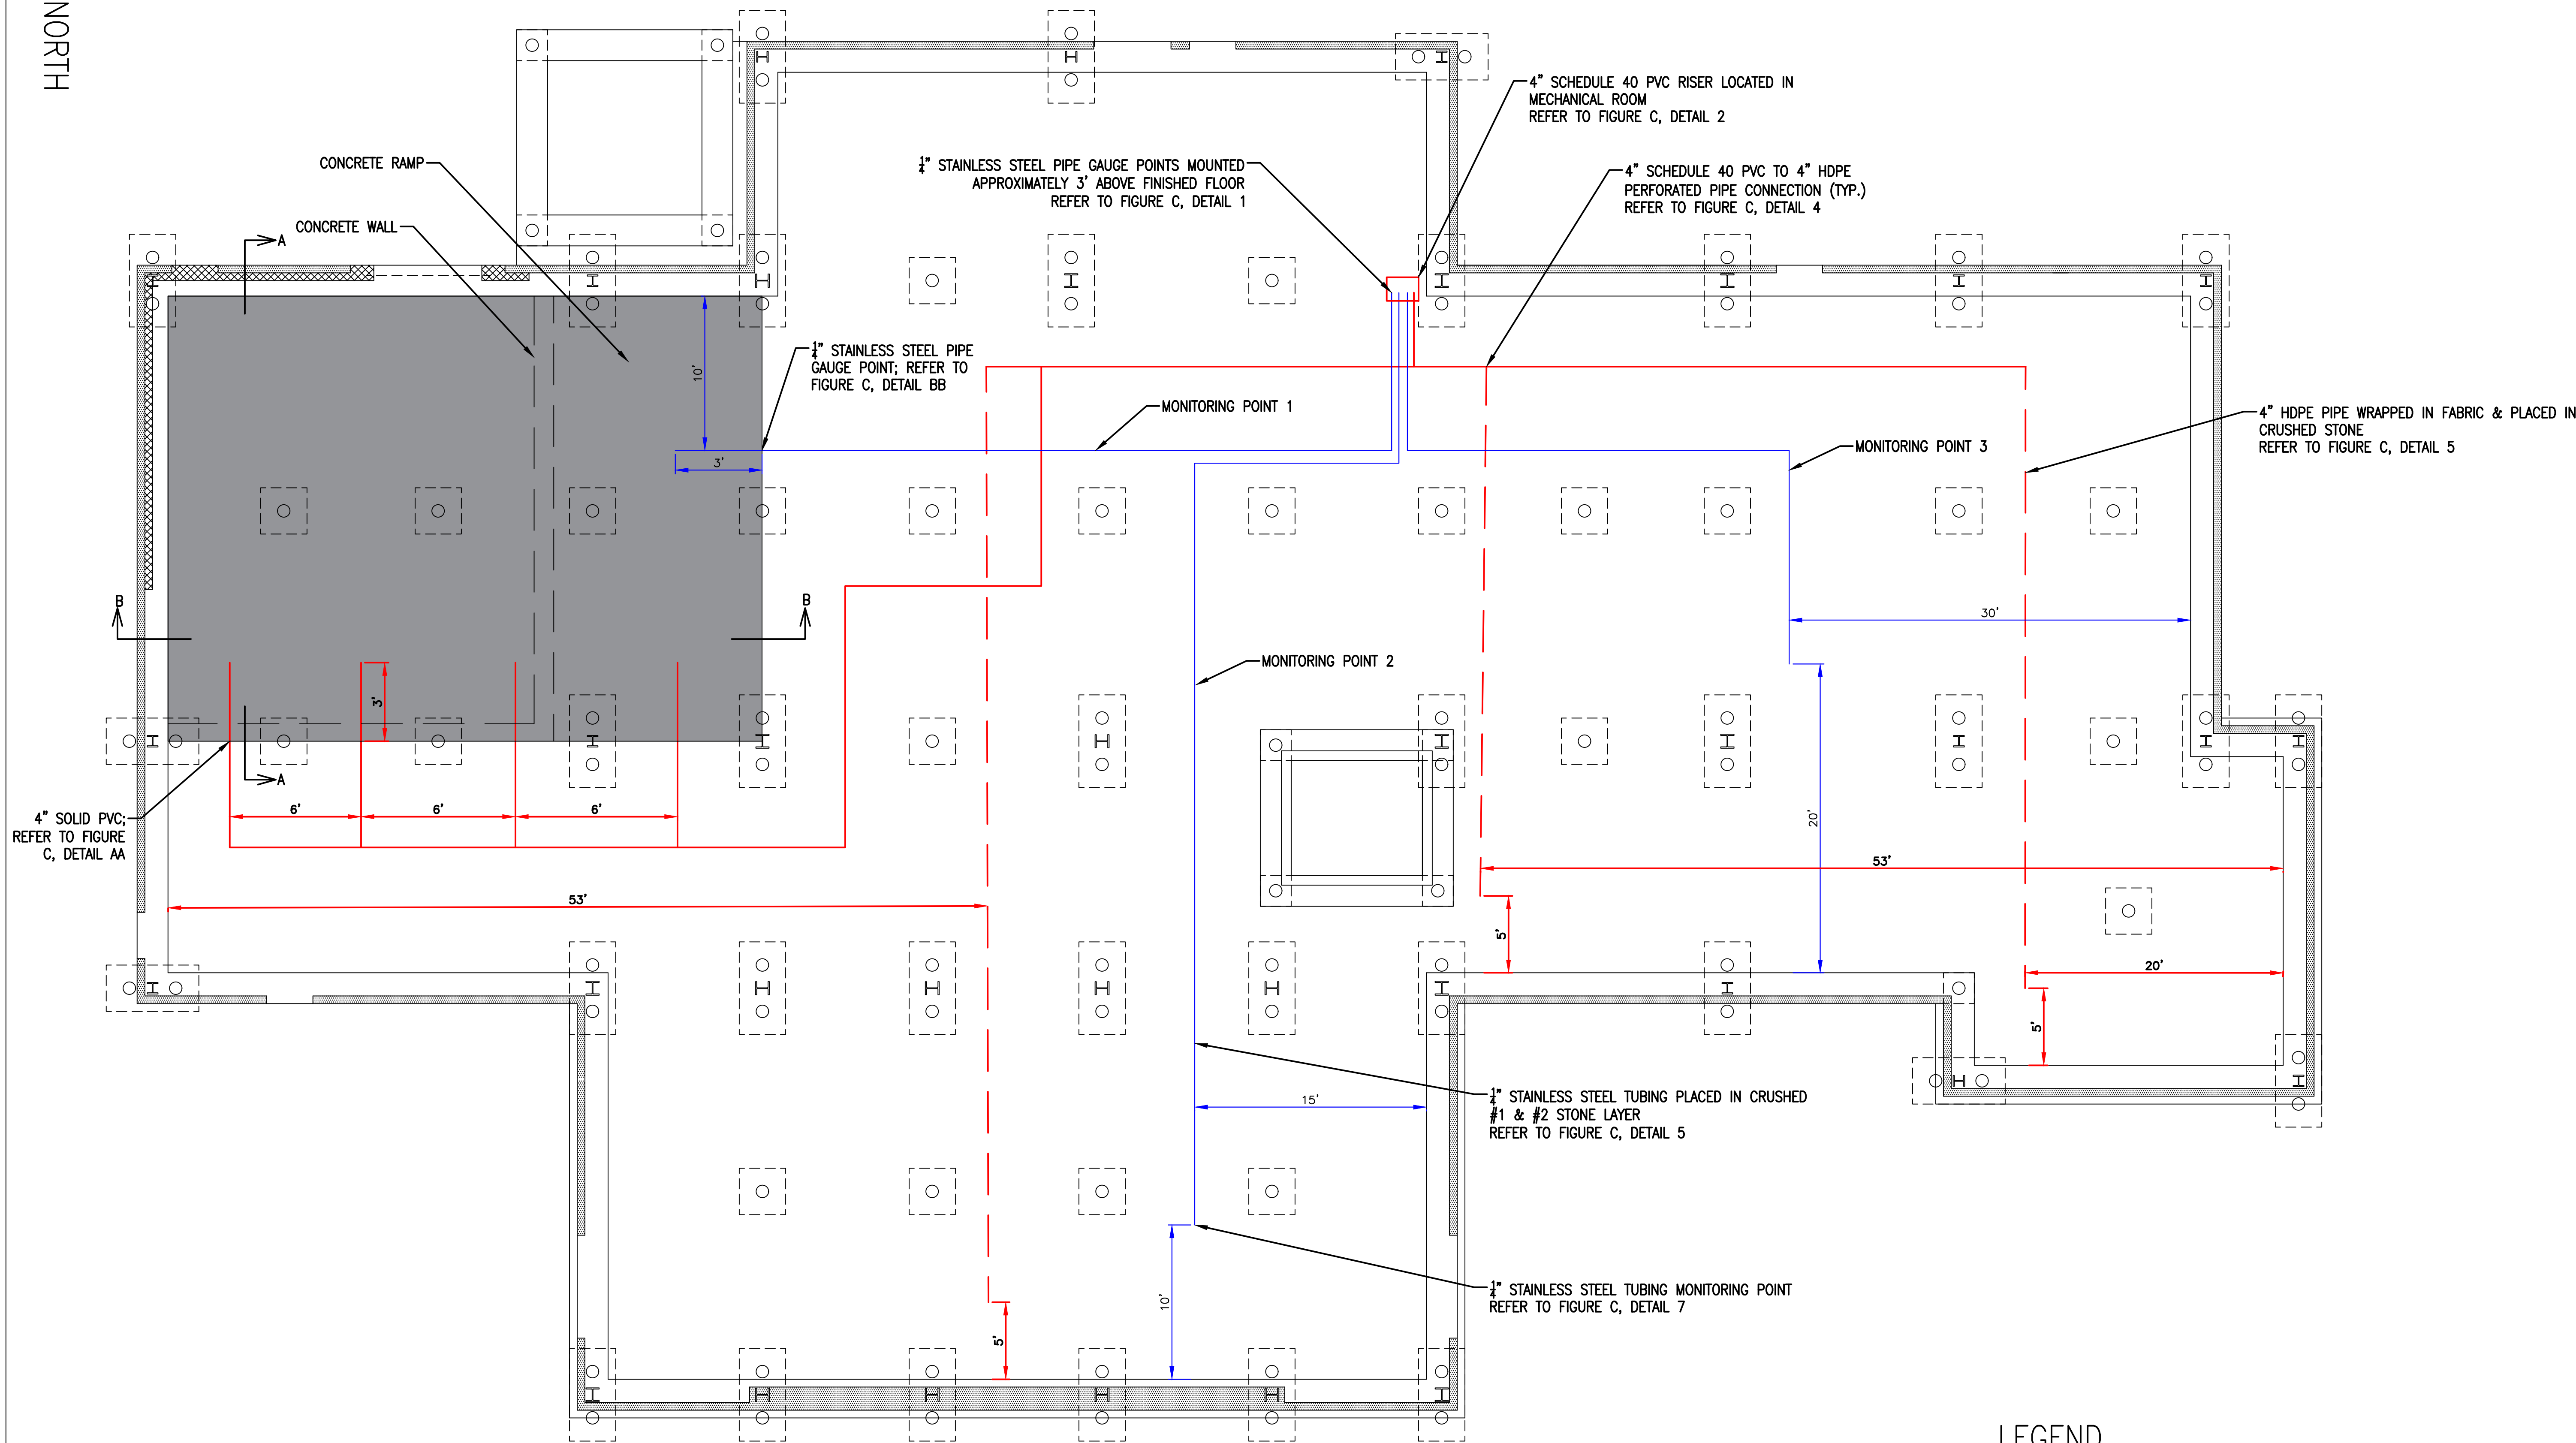 NORTH
4" SCHEDULE 40 PVC RISER LOCATED IN
MECHANICAL ROOM
REFER TO FIGURE C, DETAIL 2
CONCRETE RAMP
1/4" STAINLESS STEEL PIPE GAUGE POINTS MOUNTED
APPROXIMATELY 3' ABOVE FINISHED FLOOR
REFER TO FIGURE C, DETAIL 1
4" SCHEDULE 40 PVC TO 4" HDPE
PERFORATED PIPE CONNECTION (TYP.)
REFER TO FIGURE C, DETAIL 4
CONCRETE WALL
A
10'
1/4" STAINLESS STEEL PIPE
GAUGE POINT; REFER TO
FIGURE C, DETAIL BB
MONITORING POINT 1
MONITORING POINT 3
4" HDPE PIPE WRAPPED IN FABRIC & PLACED IN
CRUSHED STONE
REFER TO FIGURE C, DETAIL 5
3'
B
B
30'
MONITORING POINT 2
3'
A
4" SOLID PVC;
REFER TO FIGURE
C, DETAIL AA
6'
6'
6'
20'
53'
53'
5'
20'
5'
15'
1/4" STAINLESS STEEL TUBING PLACED IN CRUSHED
#1 & #2 STONE LAYER
REFER TO FIGURE C, DETAIL 5
10'
1/4" STAINLESS STEEL TUBING MONITORING POINT
REFER TO FIGURE C, DETAIL 7
5'
LEGEND